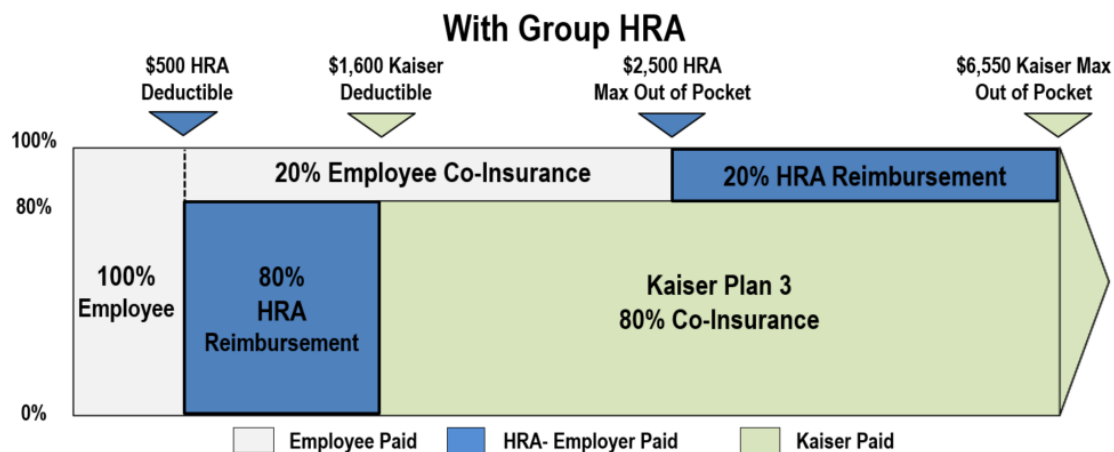 With Group HRA
$500 HRA
Deductible
$1,600 Kaiser
Deductible
$2,500 HRA
Max Out of Pocket
$6,550 Kaiser Max
Out of Pocket
100%
80%
0%
20% Employee Co-Insurance
20% HRA Reimbursement
100%
Employee
80%
HRA
Reimbursement
Kaiser Plan 3
80% Co-Insurance
Employee Paid
HRA- Employer Paid
Kaiser Paid